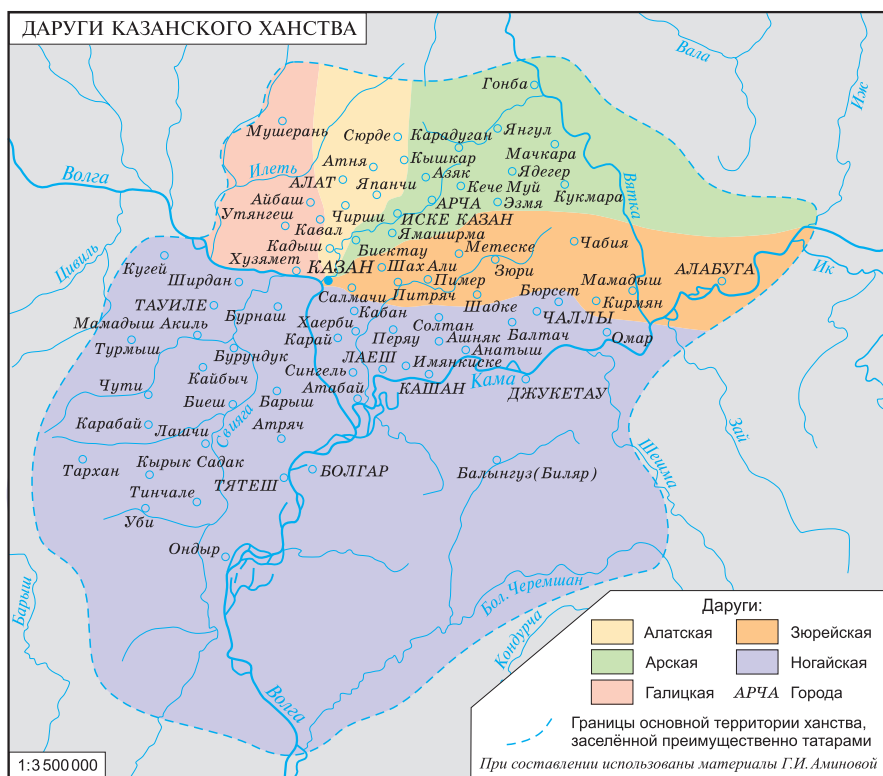 ДАРУГИ КАЗАНСКОГО ХАНСТВА
Вала
Иж
Гонба
Мушерань
Сюрде
Карадуган
Янгул
Мачкара
Волга
Илеть
Атня
Кышкар
Азяк
Ядегер
Вятка
АЛАТ
Япанчи
Кече Муй
Кукмара
Айбаш
АРЧА
Эзмя
Утянгеш
Чирши
ИСКЕ КАЗАН
Кавал
Ямаширма
Кадыш
Биектау
Метеске
Чабия
Цивиль
Кугей
Хузямет
КАЗАН
Шах Али
Зюри
АЛАБУГА
Ик
Ширдан
Пимер
Мамадыш
Салмачи
Питряч
Бюрсет
Кирмян
ТАУИЛЕ
Бурнаш
Кабан
Шадке
ЧАЛЛЫ
Мамадыш Акиль
Хаерби
Солтан
Балтач
Омар
Турмыш
Карай
Перяу
Ашняк
Бурундук
ЛАЕШ
Анатыш
Кайбыч
Сингель
Имянкиске
Чути
Атабай
КАШАН
Кама
ДЖУКЕТАУ
Биеш
Барыш
Карабай
Лашчи
Свияга
Атряч
Зай
Шешма
Тархан
Кырык Садак
БОЛГАР
Балынгуз (Биляр)
ТЯТЕШ
Тинчале
Уби
Ондыр
Барыш
Бол. Черемшан
Кондурча
Волга
Даруги:
Алатская
Зюрейская
Арская
Ногайская
Галицкая
АРЧА Города
Границы основной территории ханства,
заселённой преимущественно татарами
При составлении использованы материалы Г.И. Аминовой
1:3 500 000